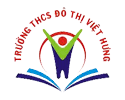 TRƯỜNG THCS ĐÔ THỊ VIỆT HƯNG